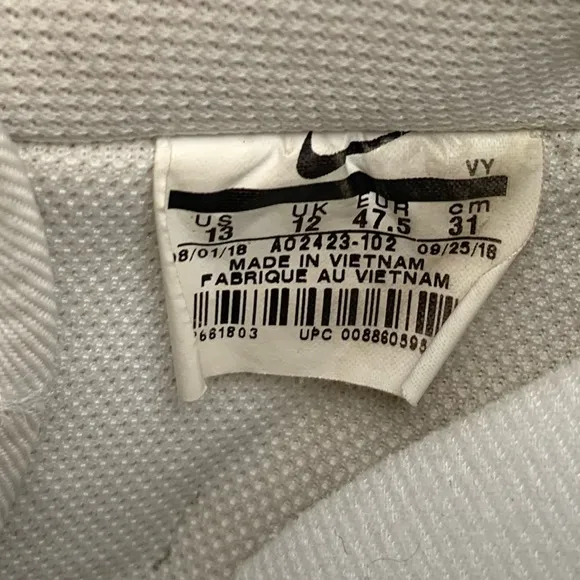 VY
US UK EUR cm
13 12 47.5 31
08/01/18 AO2423-102 09/25/18
MADE IN VIETNAM
FABRIQUE AU VIETNAM
661803 UPC 008860595